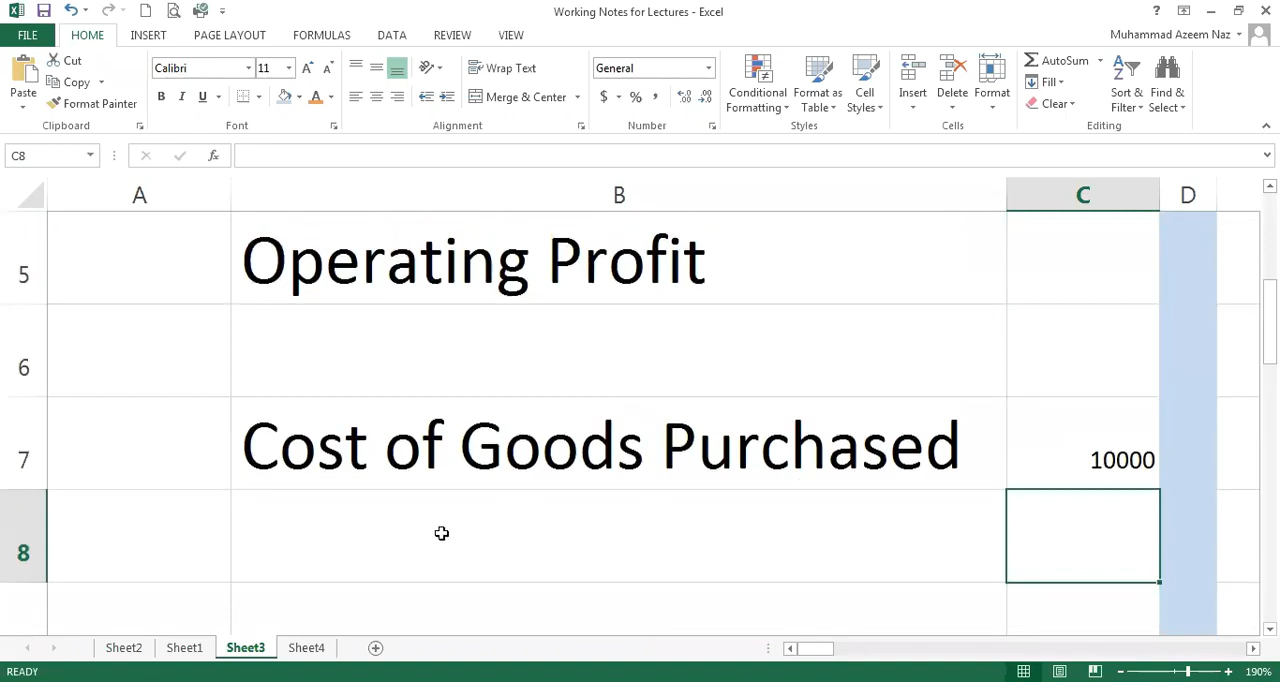 Working Notes for Lectures - Excel
FILE HOME INSERT PAGE LAYOUT FORMULAS DATA REVIEW VIEW Muhammad Azeem Naz
Paste Cut Copy Format Painter
Calibri 11
B I U
Wrap Text
Merge & Center
General
$ % ,
Conditional Formatting Format as Table Cell Styles
Insert Delete Format
AutoSum Fill Clear
Sort & Filter Find & Select
Clipboard Font Alignment Number Styles Cells Editing
C8 fx
A B C D
5 Operating Profit
6
7 Cost of Goods Purchased 10000
8
Sheet2 Sheet1 Sheet3 Sheet4
READY 190%